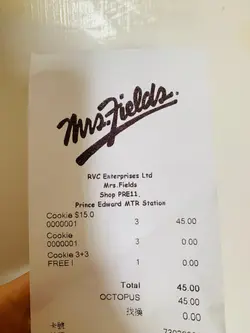 Mrs.Fields.
RVC Enterprises Ltd
Mrs.Fields
Shop PRE11,
Prince Edward MTR Station
Cookie $15.0
0000001 3 45.00
Cookie
0000001 3 0.00
Cookie 3+3
FREE! 1 0.00
Total 45.00
OCTOPUS 45.00
找換 0.00
卡號